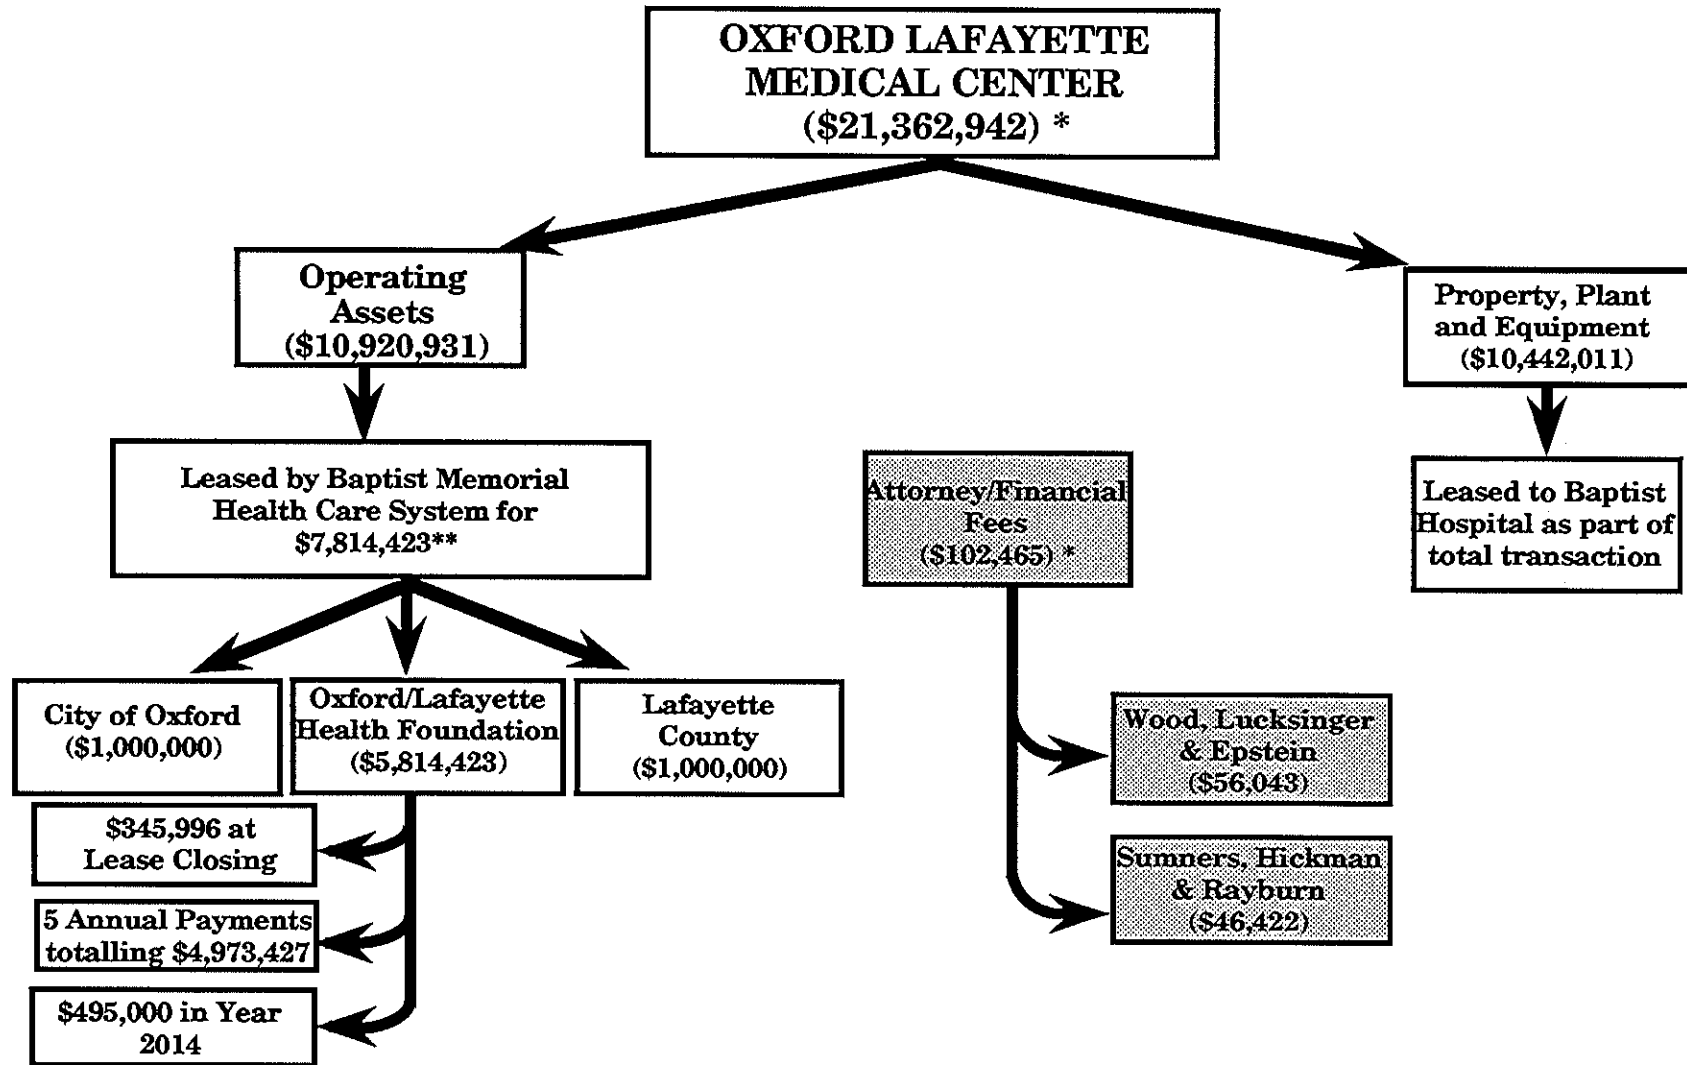 OXFORD LAFAYETTE
MEDICAL CENTER
($21,362,942) *
Operating
Assets
($10,920,931)
Property, Plant
and Equipment
($10,442,011)
Leased by Baptist Memorial
Health Care System for
$7,814,423**
Attorney/Financial
Fees
($102,465) *
Leased to Baptist
Hospital as part of
total transaction
City of Oxford
($1,000,000)
Oxford/Lafayette
Health Foundation
($5,814,423)
Lafayette
County
($1,000,000)
Wood, Lucksinger
& Epstein
($56,043)
$345,996 at
Lease Closing
5 Annual Payments
totalling $4,973,427
$495,000 in Year
2014
Sumners, Hickman
& Rayburn
($46,422)